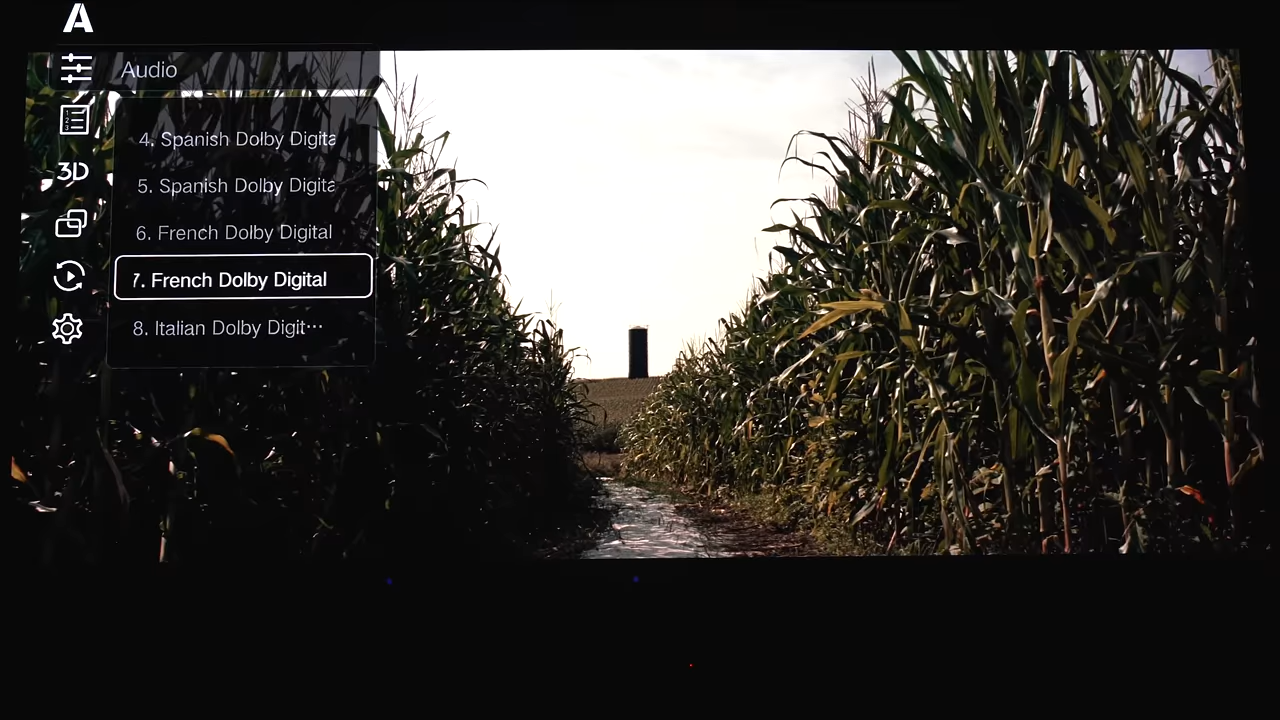 A
Audio
4. Spanish Dolby Digita
5. Spanish Dolby Digita
3D
6. French Dolby Digital
7. French Dolby Digital
8. Italian Dolby Digit···